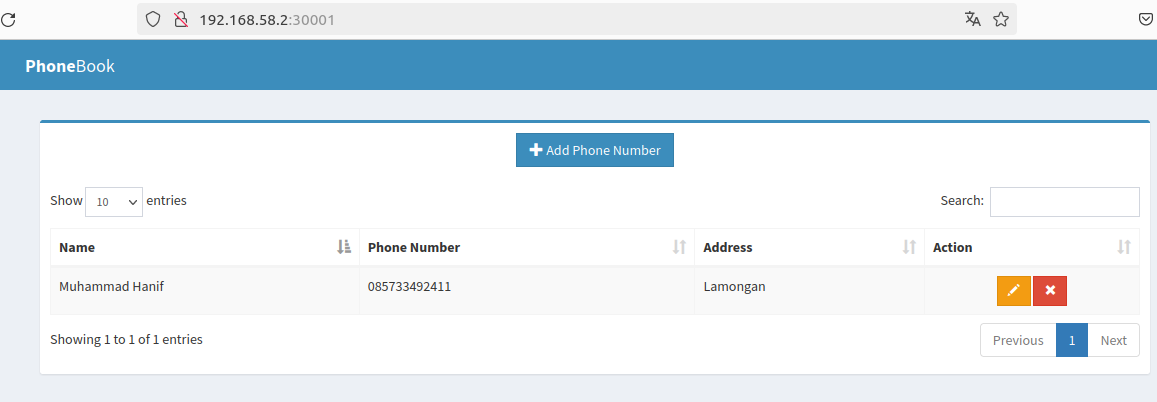 192.168.58.2:30001
PhoneBook
Add Phone Number
Show 10 entries
Search:
Name Phone Number Address Action
Muhammad Hanif 085733492411 Lamongan
Showing 1 to 1 of 1 entries
Previous 1 Next